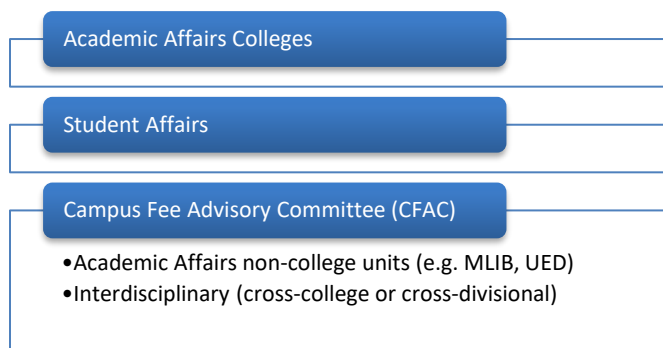 Academic Affairs Colleges
Student Affairs
Campus Fee Advisory Committee (CFAC)
•Academic Affairs non-college units (e.g. MLIB, UED)
•Interdisciplinary (cross-college or cross-divisional)